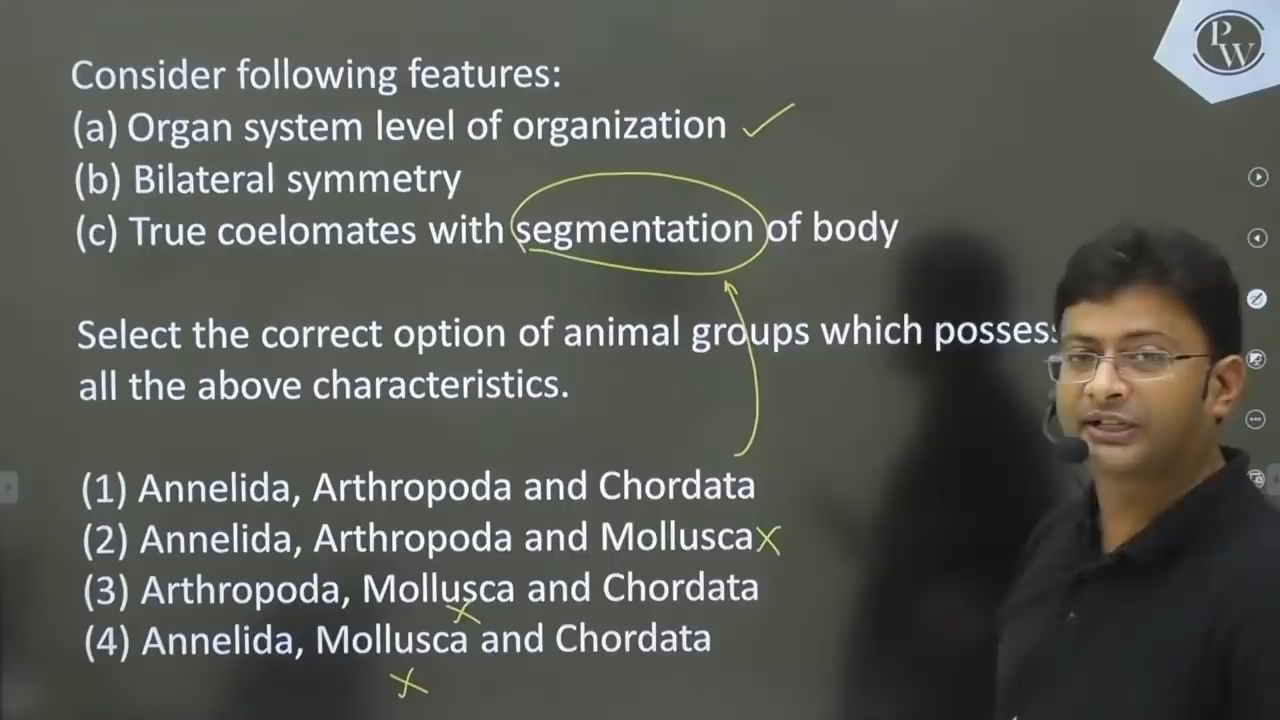 PW
Consider following features:
(a) Organ system level of organization
(b) Bilateral symmetry
(c) True coelomates with segmentation of body
Select the correct option of animal groups which possess
all the above characteristics.
(1) Annelida, Arthropoda and Chordata
(2) Annelida, Arthropoda and Mollusca
(3) Arthropoda, Mollusca and Chordata
(4) Annelida, Mollusca and Chordata